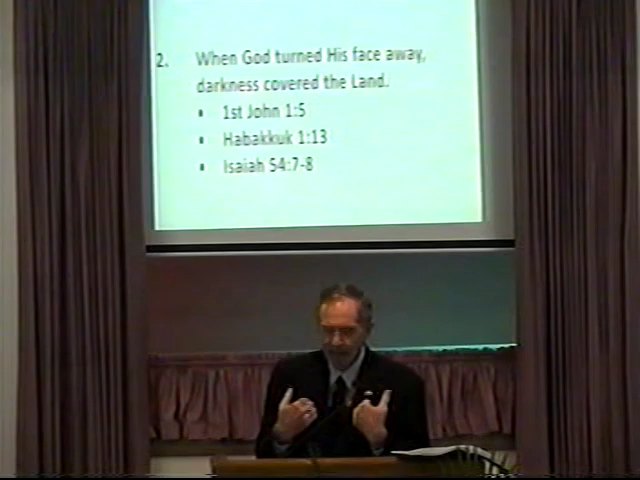 2. When God turned His face away,
darkness covered the Land.
• 1st John 1:5
• Habakkuk 1:13
• Isaiah 54:7-8